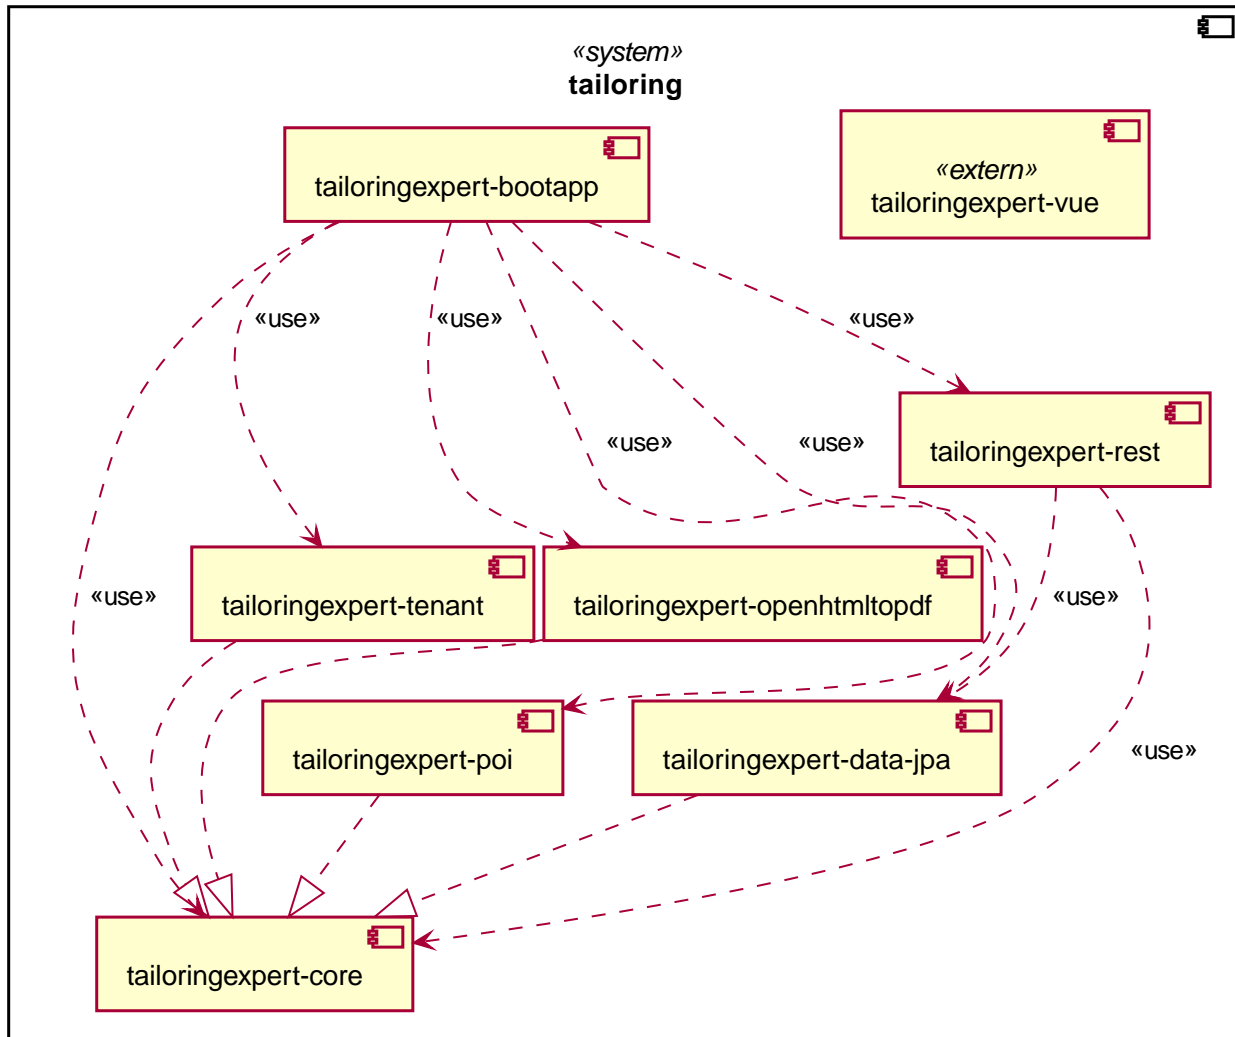 «system»
tailoring
tailoringexpert-bootapp
«extern»
tailoringexpert-vue
«use»
«use»
«use»
«use»
«use»
tailoringexpert-rest
tailoringexpert-tenant
tailoringexpert-openhtmltopdf
«use»
«use»
tailoringexpert-poi
tailoringexpert-data-jpa
«use»
tailoringexpert-core